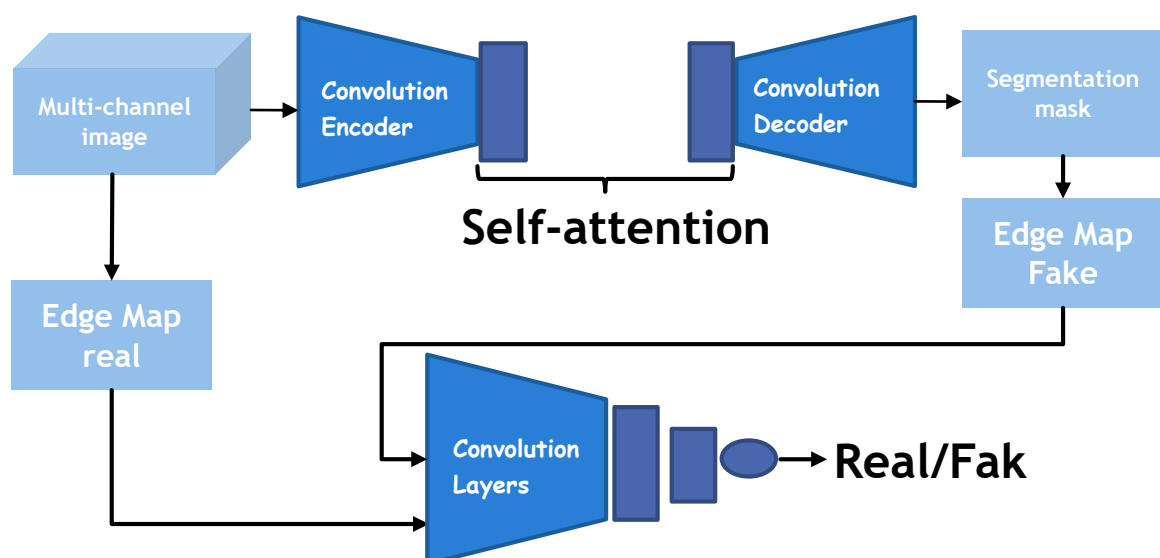 Multi-channel
image
Convolution
Encoder
Convolution
Decoder
Segmentation
mask
Self-attention
Edge Map
Fake
Edge Map
real
Convolution
Layers
Real/Fak